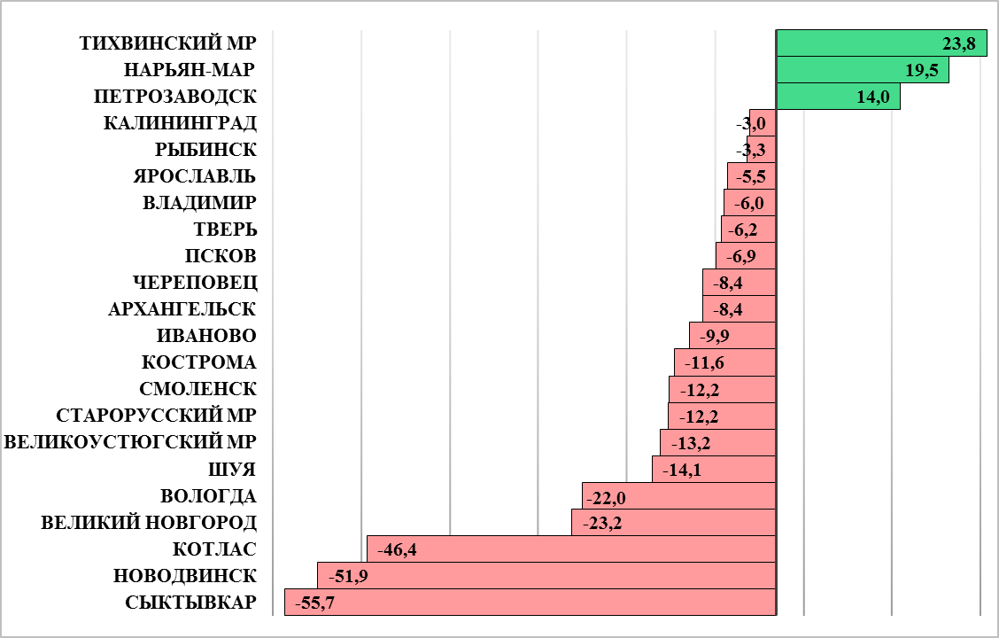 ТИХВИНСКИЙ МР 23,8
НАРЬЯН-МАР 19,5
ПЕТРОЗАВОДСК 14,0
КАЛИНИНГРАД -3,0
РЫБИНСК -3,3
ЯРОСЛАВЛЬ -5,5
ВЛАДИМИР -6,0
ТВЕРЬ -6,2
ПСКОВ -6,9
ЧЕРЕПОВЕЦ -8,4
АРХАНГЕЛЬСК -8,4
ИВАНОВО -9,9
КОСТРОМА -11,6
СМОЛЕНСК -12,2
СТАРОРУССКИЙ МР -12,2
ВЕЛИКОУСТЮГСКИЙ МР -13,2
ШУЯ -14,1
ВОЛОГДА -22,0
ВЕЛИКИЙ НОВГОРОД -23,2
КОТЛАС -46,4
НОВОДВИНСК -51,9
СЫКТЫВКАР -55,7